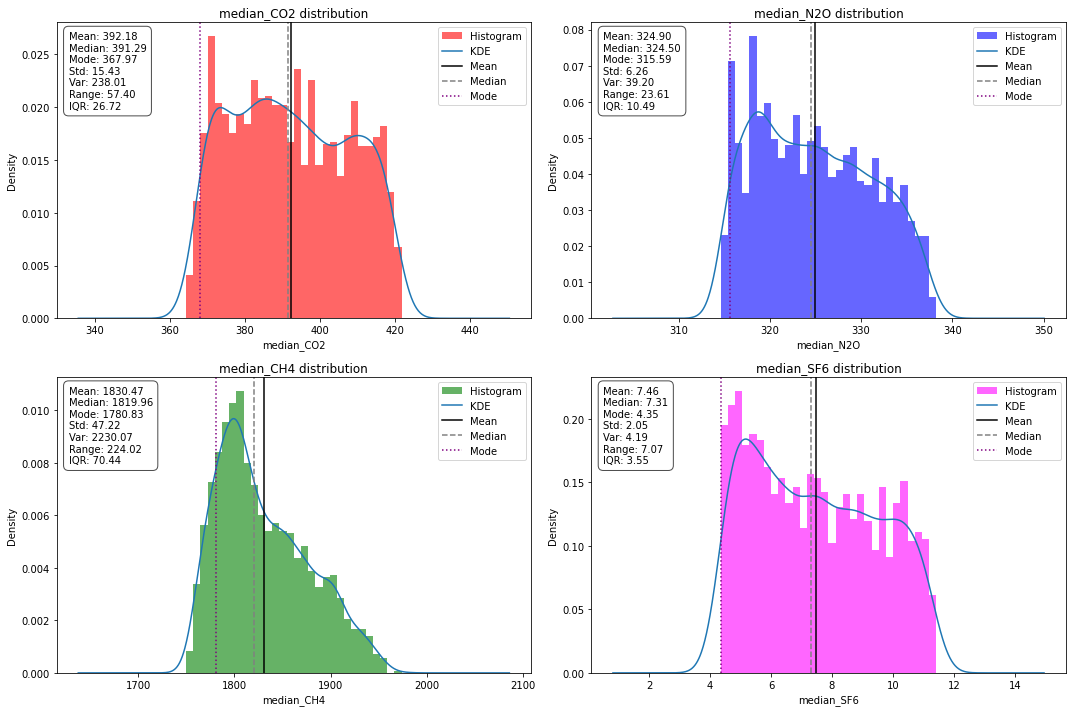 median_CO2 distribution
Mean: 392.18
Median: 391.29
Mode: 367.97
Std: 15.43
Var: 238.01
Range: 57.40
IQR: 26.72
Histogram
KDE
Mean
Median
Mode
Density
0.025
0.020
0.015
0.010
0.005
0.000
340
360
380
400
420
440
median_CO2
median_N2O distribution
Mean: 324.90
Median: 324.50
Mode: 315.59
Std: 6.26
Var: 39.20
Range: 23.61
IQR: 10.49
Histogram
KDE
Mean
Median
Mode
Density
0.08
0.07
0.06
0.05
0.04
0.03
0.02
0.01
0.00
310
320
330
340
350
median_N2O
median_CH4 distribution
Mean: 1830.47
Median: 1819.96
Mode: 1780.83
Std: 47.22
Var: 2230.07
Range: 224.02
IQR: 70.44
Histogram
KDE
Mean
Median
Mode
Density
0.010
0.008
0.006
0.004
0.002
0.000
1700
1800
1900
2000
2100
median_CH4
median_SF6 distribution
Mean: 7.46
Median: 7.31
Mode: 4.35
Std: 2.05
Var: 4.19
Range: 7.07
IQR: 3.55
Histogram
KDE
Mean
Median
Mode
Density
0.20
0.15
0.10
0.05
0.00
2
4
6
8
10
12
14
median_SF6